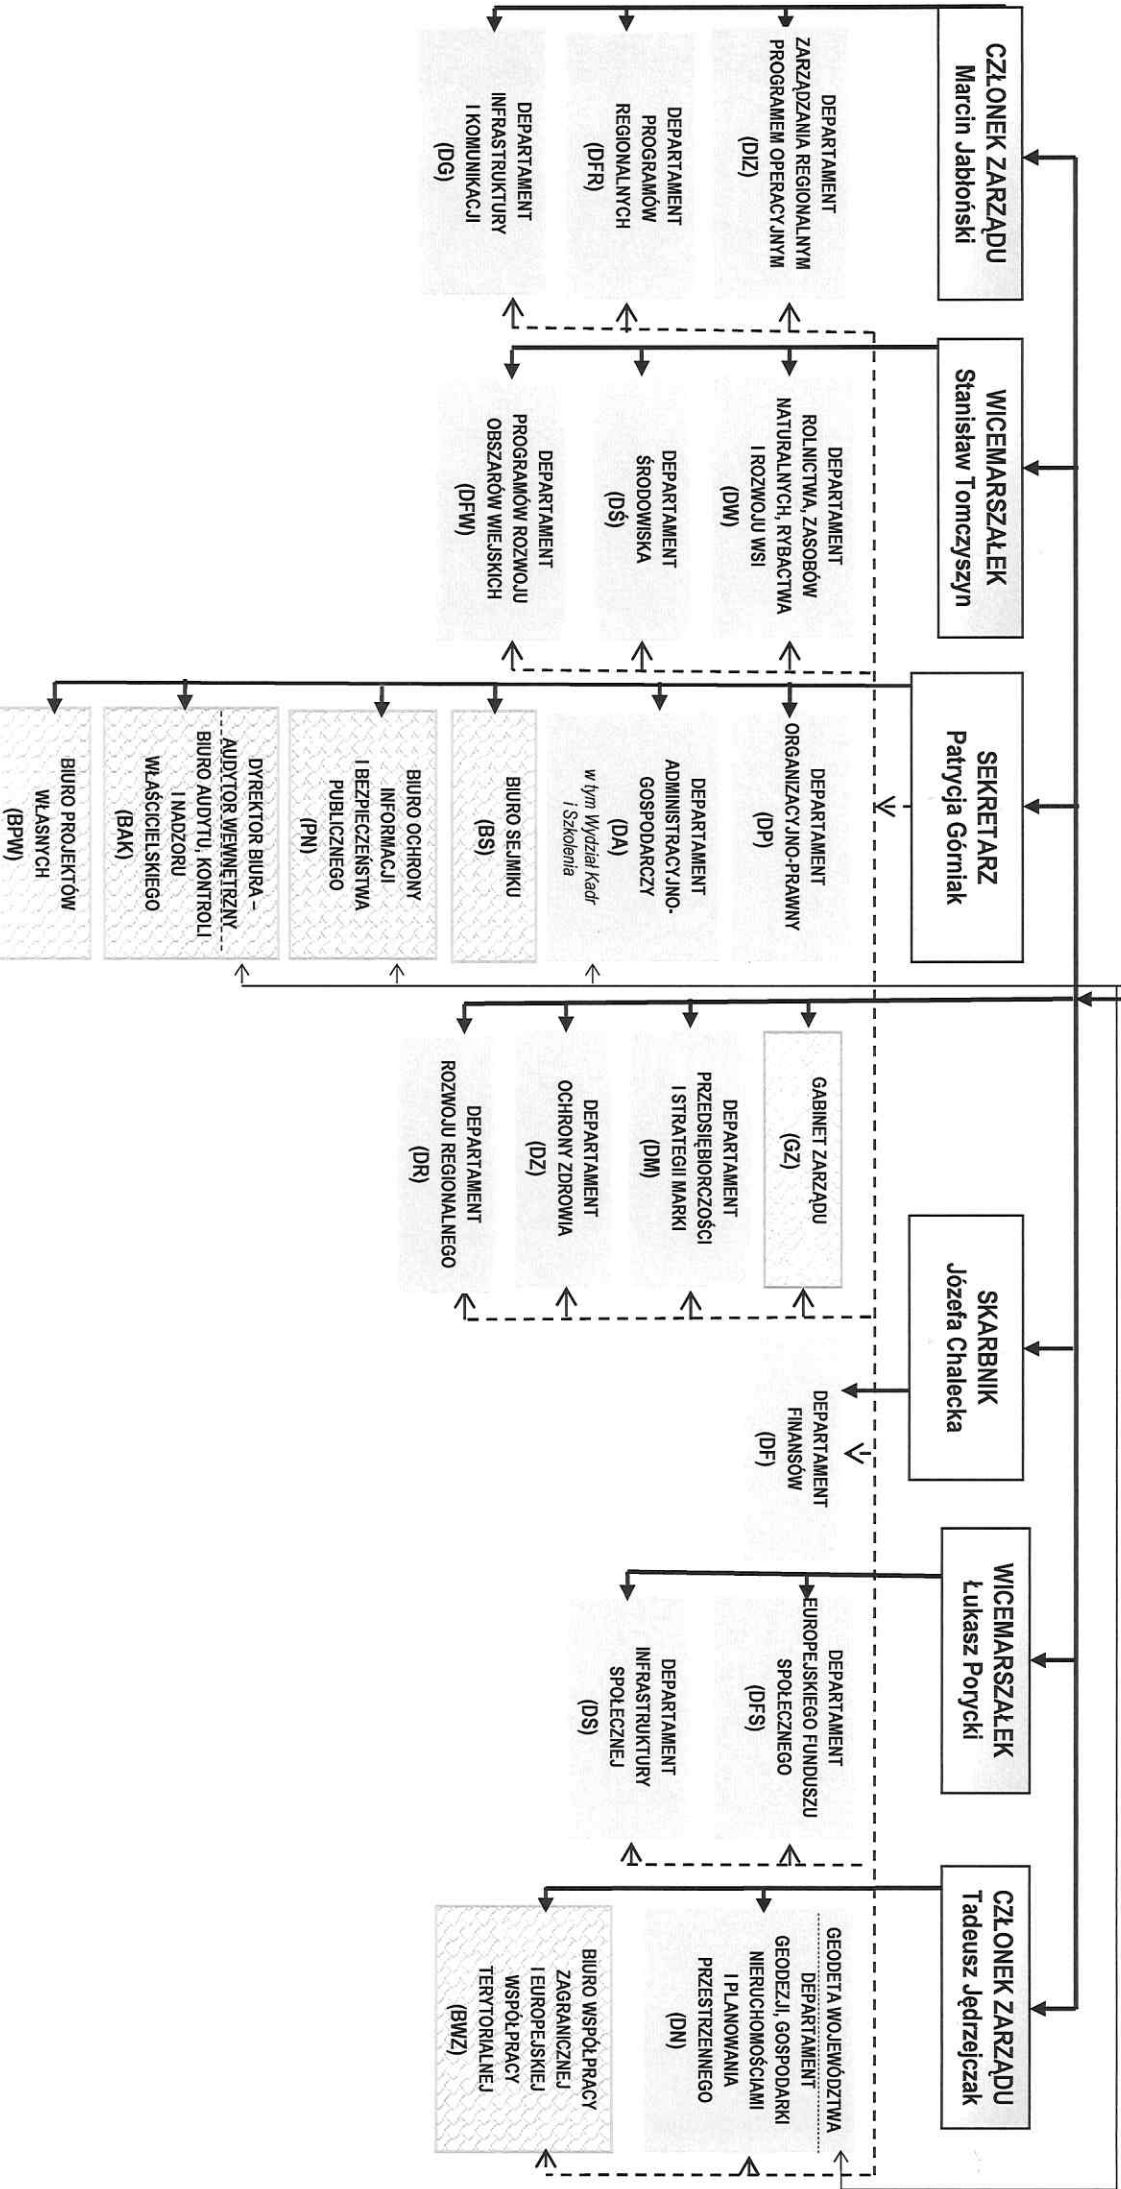 CZŁONEK ZARZĄDU
Marcin Jabłoński
DEPARTAMENT
ZARZĄDZANIA REGIONALNYM
PROGRAMEM OPERACYJNYM
(DIZ)
DEPARTAMENT
PROGRAMÓW
REGIONALNYCH
(DFR)
DEPARTAMENT
INFRASTRUKTURY
I KOMUNIKACJI
(DG)
WICEMARSZAŁEK
Stanisław Tomczyszyn
DEPARTAMENT
ROLNICTWA, ZASOBÓW
NATURALNYCH, RYBACTWA
I ROZWOJU WSI
(DW)
DEPARTAMENT
ŚRODOWISKA
(DŚ)
DEPARTAMENT
PROGRAMÓW ROZWOJU
OBSZARÓW WIEJSKICH
(DFW)
SEKRETARZ
Patrycja Górniak
DEPARTAMENT
ORGANIZACYJNO-PRAWNY
(DP)
DEPARTAMENT
ADMINISTRACYJNO-
GOSPODARCZY
(DA)
w tym Wydział Kadr
i Szkolenia
BIURO SEJMIKU
(BS)
BIURO OCHRONY
INFORMACJI
I BEZPIECZEŃSTWA
PUBLICZNEGO
(PN)
DYREKTOR BIURA –
AUDYTOR WEWNĘTRZNY
BIURO AUDYTU, KONTROLI
I NADZORU
WŁAŚCICIELSKIEGO
(BAK)
BIURO PROJEKTÓW
WŁASNYCH
(BPW)
GABINET ZARZĄDU
(GZ)
DEPARTAMENT
PRZEDSIĘBIORCZOŚCI
I STRATEGII MARKI
(DM)
DEPARTAMENT
OCHRONY ZDROWIA
(DZ)
DEPARTAMENT
ROZWOJU REGIONALNEGO
(DR)
SKARBNIK
Józefa Chalecka
DEPARTAMENT
FINANSÓW
(DF)
WICEMARSZAŁEK
Łukasz Porycki
DEPARTAMENT
EUROPEJSKIEGO FUNDUSZU
SPOŁECZNEGO
(DFS)
DEPARTAMENT
INFRASTRUKTURY
SPOŁECZNEJ
(DS)
CZŁONEK ZARZĄDU
Tadeusz Jędrzejczak
GEODETA WOJEWÓDZTWA
DEPARTAMENT
GEODEZJI, GOSPODARKI
NIERUCHOMOŚCIAMI
I PLANOWANIA
PRZESTRZENNEGO
(DN)
BIURO WSPÓŁPRACY
ZAGRANICZNEJ
I EUROPEJSKIEJ
WSPÓŁPRACY
TERYTORIALNEJ
(BWZ)